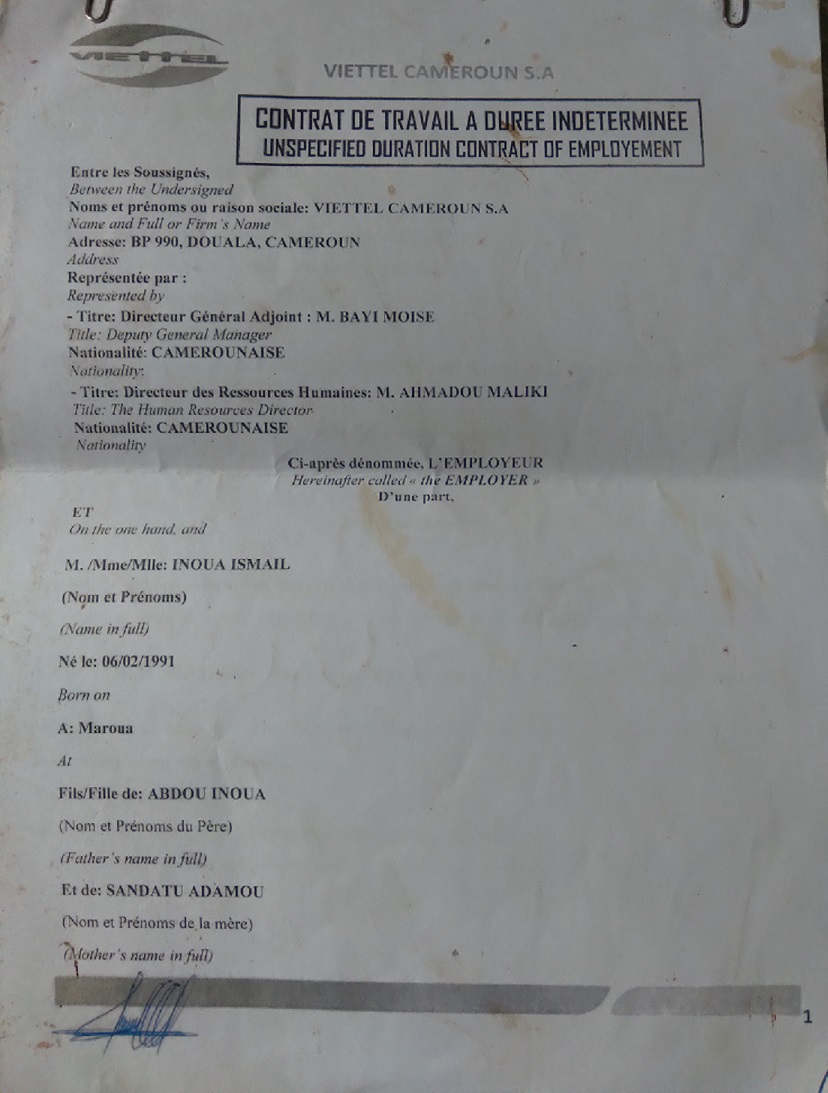 VIETTEL
VIETTEL CAMEROUN S.A
CONTRAT DE TRAVAIL A DUREE INDETERMINEE
UNSPECIFIED DURATION CONTRACT OF EMPLOYEMENT
Entre les Soussignés,
Between the Undersigned
Noms et prénoms ou raison sociale: VIETTEL CAMEROUN S.A
Name and Full or Firm's Name
Adresse: BP 990, DOUALA, CAMEROUN
Address
Représentée par :
Represented by
- Titre: Directeur Général Adjoint : M. BAYI MOISE
Title: Deputy General Manager
Nationalité: CAMEROUNAISE
Nationality:
- Titre: Directeur des Ressources Humaines: M. AHMADOU MALIKI
Title: The Human Resources Director
Nationalité: CAMEROUNAISE
Nationality
Ci-après dénommée, L'EMPLOYEUR
Hereinafter called « the EMPLOYER »
D'une part,
ET
On the one hand, and
M. /Mme/Mlle: INOUA ISMAIL
(Nom et Prénoms)
(Name in full)
Né le: 06/02/1991
Born on
A: Maroua
At
Fils/Fille de: ABDOU INOUA
(Nom et Prénoms du Père)
(Father's name in full)
Et de: SANDATU ADAMOU
(Nom et Prénoms de la mère)
(Mother's name in full)
1